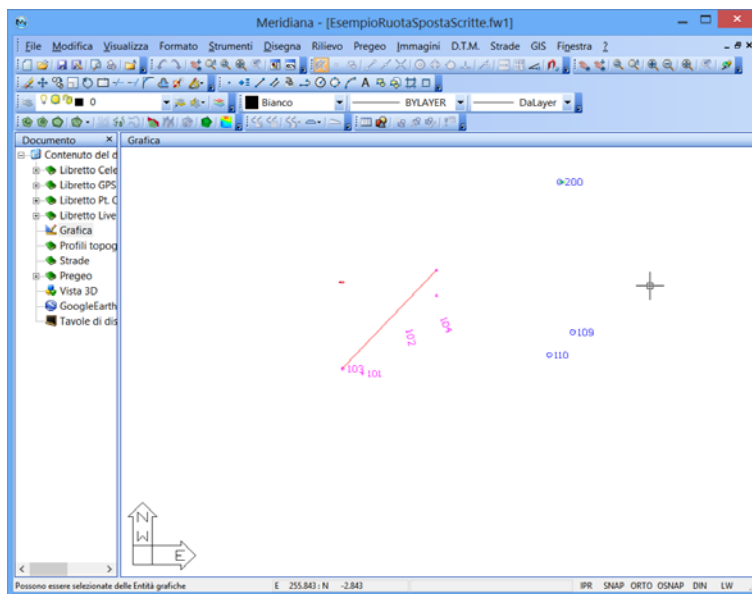 Meridiana - [EsempioRuotaSpostaScritte.fw1]
File Modifica Visualizza Formato Strumenti Disegna Rilievo Pregeo Immagini D.T.M. Strade GIS Finestra ?
0 Bianco BYLAYER DaLayer
Documento
Grafica
Contenuto del d
Libretto Cele
Libretto GPS
Libretto Pt. C
Libretto Live
Grafica
Profili topog
Strade
Pregeo
Vista 3D
GoogleEarth
Tavole di dis
200
109
110
102
104
103
101
N
W
E
Possono essere selezionate delle Entità grafiche E 255.843 : N -2.843 IPR SNAP ORTO OSNAP DIN LW